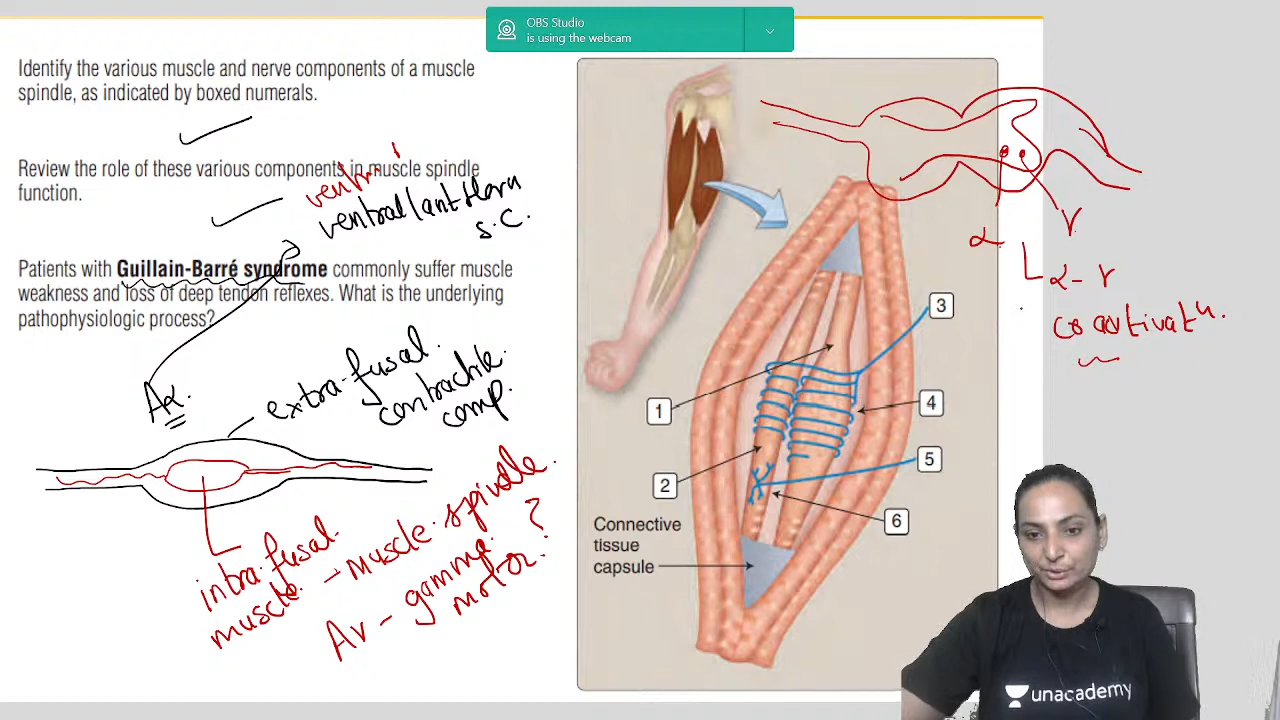 OBS Studio
is using the webcam
Identify the various muscle and nerve components of a muscle
spindle, as indicated by boxed numerals.
Review the role of these various components in muscle spindle
function.
ventral/ant Horn
s.c.
Patients with Guillain-Barré syndrome commonly suffer muscle
weakness and loss of deep tendon reflexes. What is the underlying
pathophysiologic process?
Aα.
extra-fusal.
contractile
comp.
intra-fusal.
muscle. - muscle spindle.
Aγ - gamma.
motor. ?
1
2
3
4
5
6
Connective
tissue
capsule
α
γ
α-γ
coactivatn.
unacademy